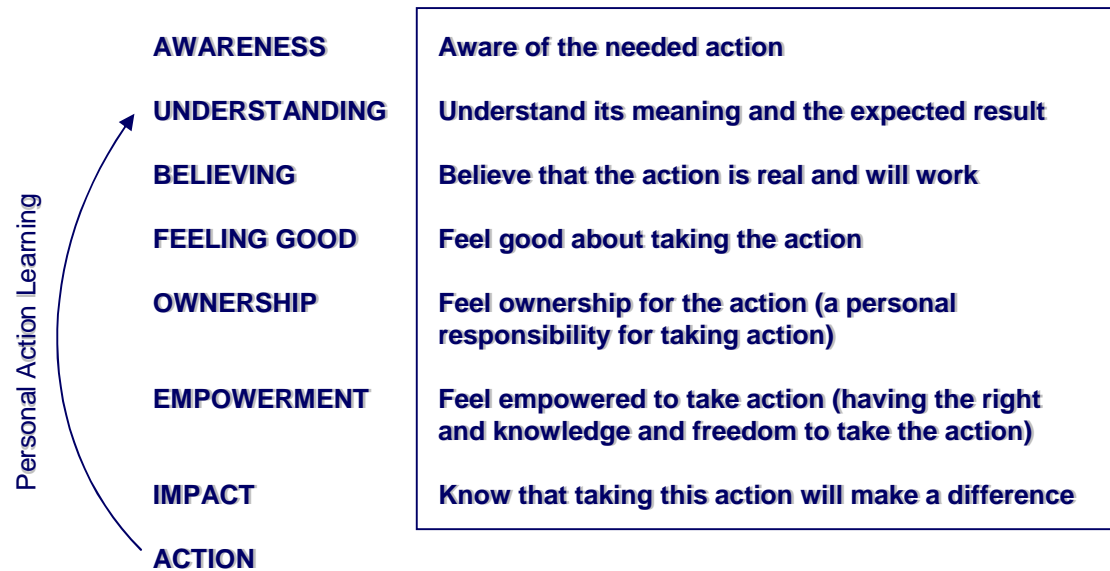 AWARENESS Aware of the needed action
UNDERSTANDING Understand its meaning and the expected result
BELIEVING Believe that the action is real and will work
FEELING GOOD Feel good about taking the action
OWNERSHIP Feel ownership for the action (a personal
responsibility for taking action)
EMPOWERMENT Feel empowered to take action (having the right
and knowledge and freedom to take the action)
IMPACT Know that taking this action will make a difference
ACTION
Personal Action Learning